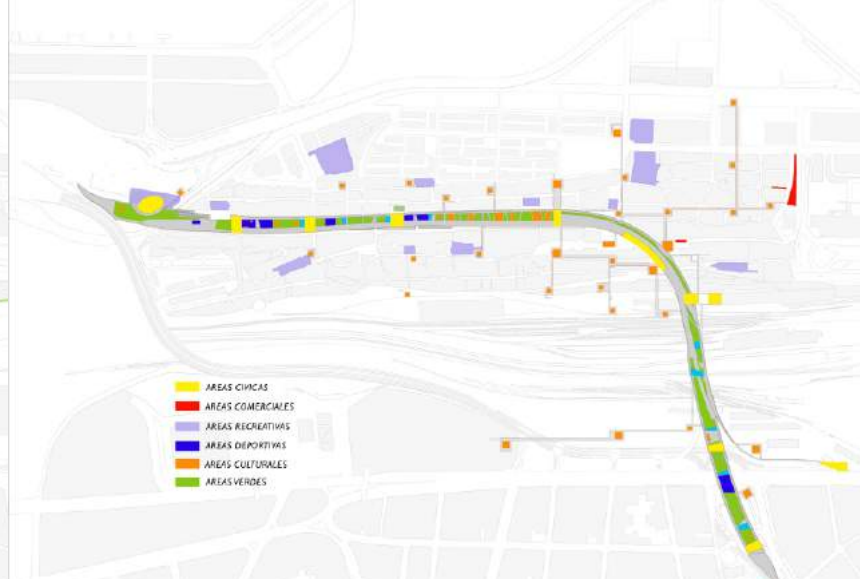 AREAS CIVICAS
AREAS COMERCIALES
AREAS RECREATIVAS
AREAS DEPORTIVAS
AREAS CULTURALES
AREAS VERDES